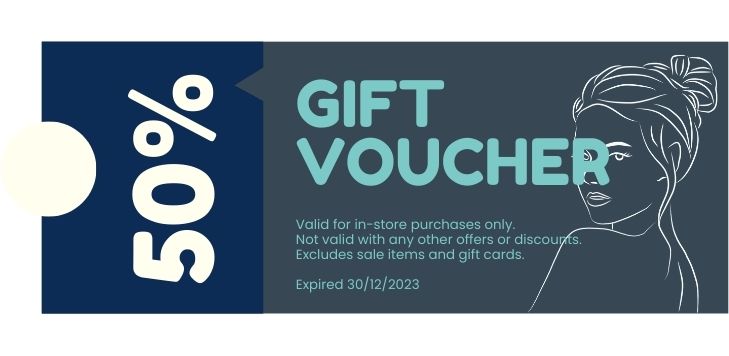 50%
GIFT
VOUCHER
Valid for in-store purchases only.
Not valid with any other offers or discounts.
Excludes sale items and gift cards.
Expired 30/12/2023